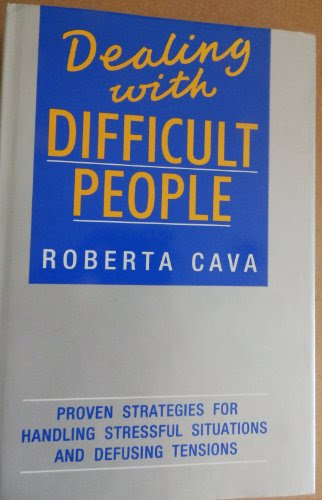 Dealing
with
DIFFICULT
PEOPLE
ROBERTA CAVA
PROVEN STRATEGIES FOR
HANDLING STRESSFUL SITUATIONS
AND DEFUSING TENSIONS